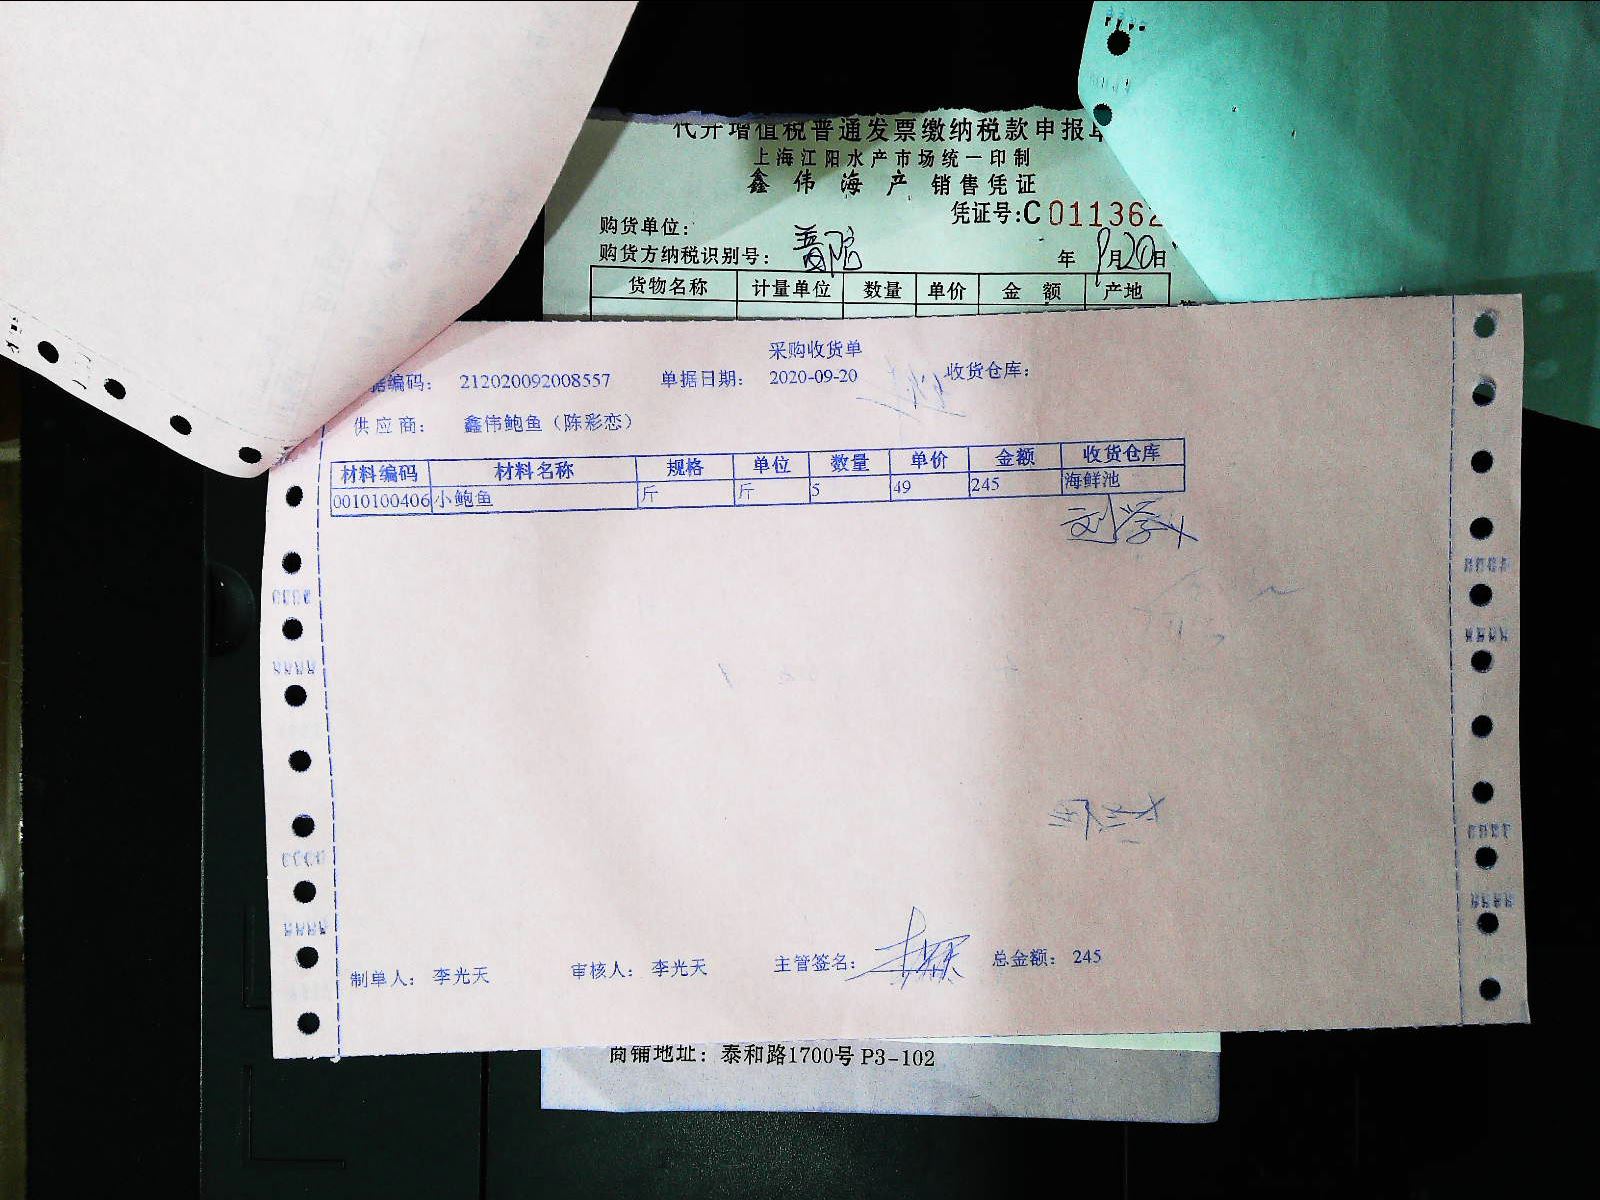 代开增值税普通发票缴纳税款申报单
上海江阳水产市场统一印制
鑫伟海产 销售凭证
凭证号:C011362
购货单位:
购货方纳税识别号: 普陀 年 9月20日
货物名称 计量单位 数量 单价 金额 产地
采购收货单
据编码: 212020092008557 单据日期: 2020-09-20 收货仓库:
供应商: 鑫伟鲍鱼(陈彩恋)
材料编码 材料名称 规格 单位 数量 单价 金额 收货仓库
0010100406 小鲍鱼 斤 斤 5 49 245 海鲜池
刘学义
制单人: 李光天 审核人: 李光天 主管签名: 总金额: 245
商铺地址: 泰和路1700号 P3-102